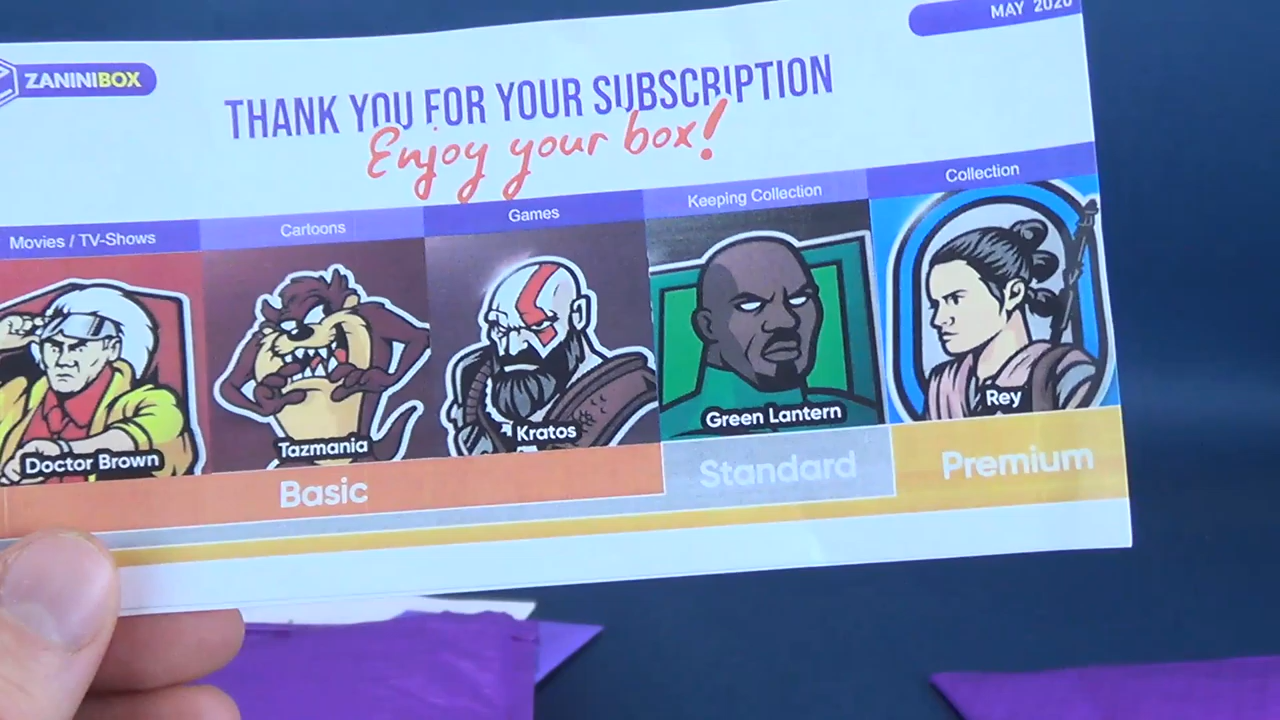 MAY 2020
ZANINIBOX
THANK YOU FOR YOUR SUBSCRIPTION
Enjoy your box!
Movies / TV-Shows
Cartoons
Games
Keeping Collection
Collection
Doctor Brown
Tazmania
Kratos
Green Lantern
Rey
Basic
Standard
Premium